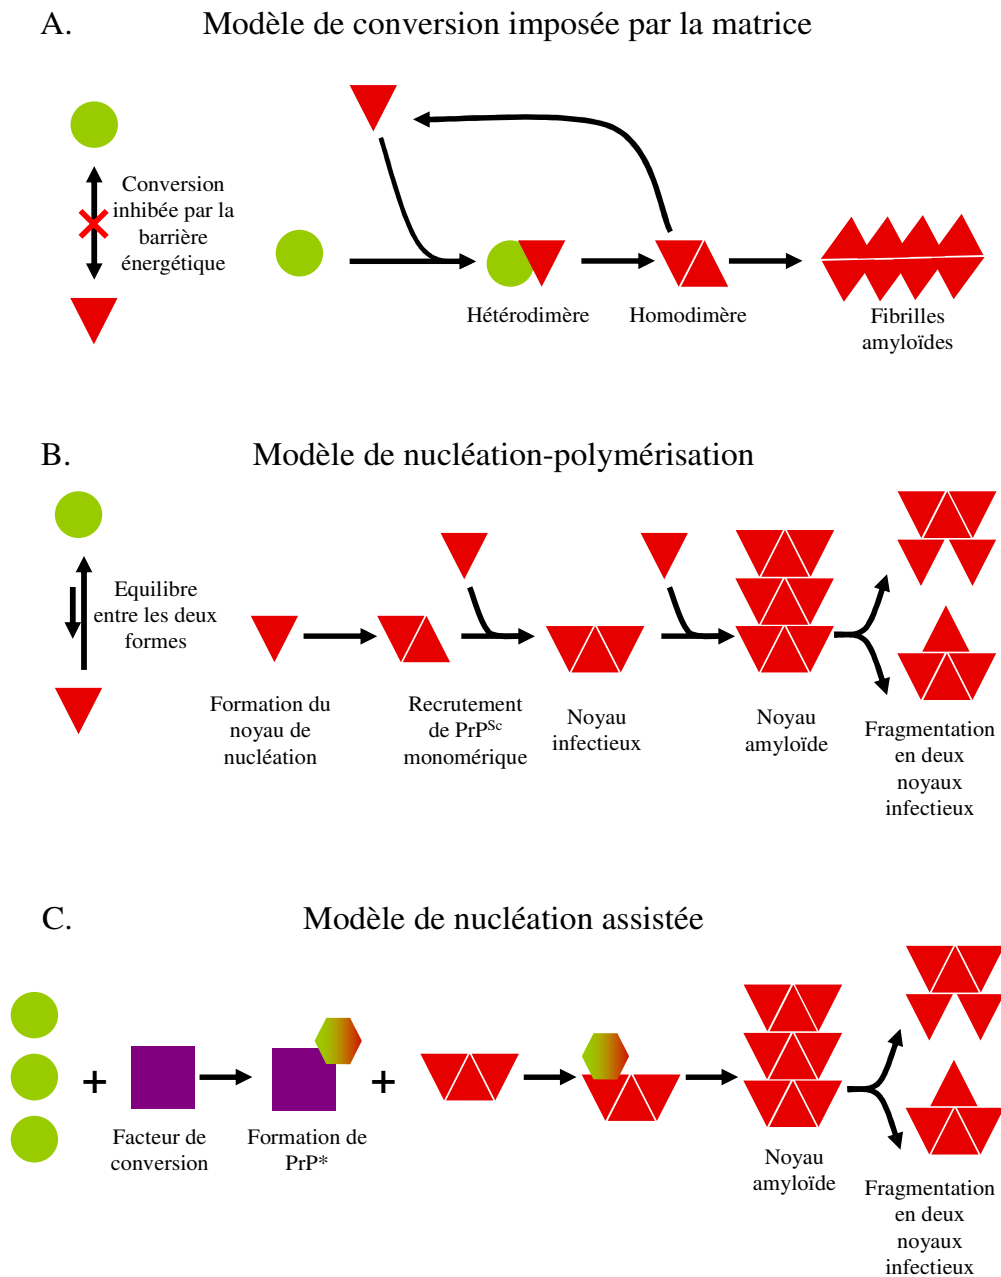 A. Modèle de conversion imposée par la matrice
Conversion
inhibée par la
barrière
énergétique
Hétérodimère
Homodimère
Fibrilles
amyloïdes
B. Modèle de nucléation-polymérisation
Equilibre
entre les deux
formes
Formation du
noyau de
nucléation
Recrutement
de PrPSc
monomérique
Noyau
infectieux
Noyau
amyloïde
Fragmentation
en deux
noyaux
infectieux
C. Modèle de nucléation assistée
+
+
Facteur de
conversion
Formation de
PrP*
Noyau
amyloïde
Fragmentation
en deux
noyaux
infectieux